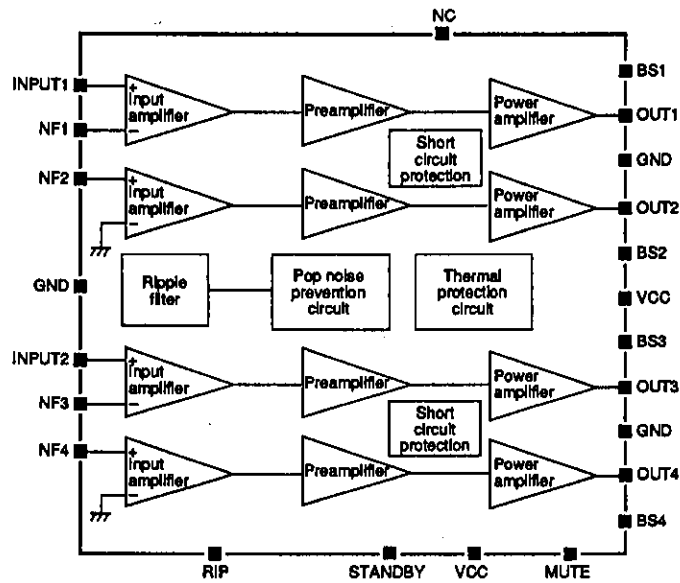 NC
BS1
INPUT1
+
Input
amplifier
−
Preamplifier
Power
amplifier
OUT1
NF1
Short
circuit
protection
GND
NF2
+
Input
amplifier
−
Preamplifier
Power
amplifier
OUT2
BS2
GND
Ripple
filter
Pop noise
prevention
circuit
Thermal
protection
circuit
VCC
BS3
INPUT2
+
Input
amplifier
−
Preamplifier
Power
amplifier
OUT3
NF3
Short
circuit
protection
GND
NF4
+
Input
amplifier
−
Preamplifier
Power
amplifier
OUT4
BS4
RIP
STANDBY
VCC
MUTE